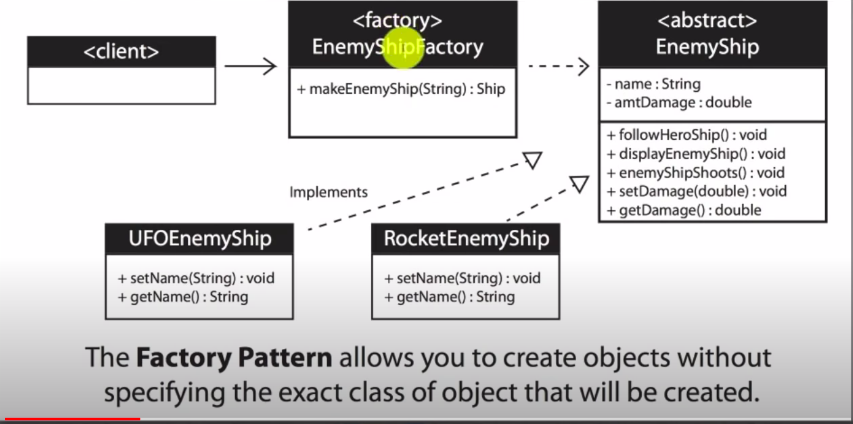 <client>
<factory>
EnemyShipFactory
+ makeEnemyShip(String) : Ship
<abstract>
EnemyShip
- name : String
- amtDamage : double
+ followHeroShip() : void
+ displayEnemyShip() : void
+ enemyShipShoots() : void
+ setDamage(double) : void
+ getDamage() : double
Implements
UFOEnemyShip
+ setName(String) : void
+ getName() : String
RocketEnemyShip
+ setName(String) : void
+ getName() : String
The Factory Pattern allows you to create objects without
specifying the exact class of object that will be created.